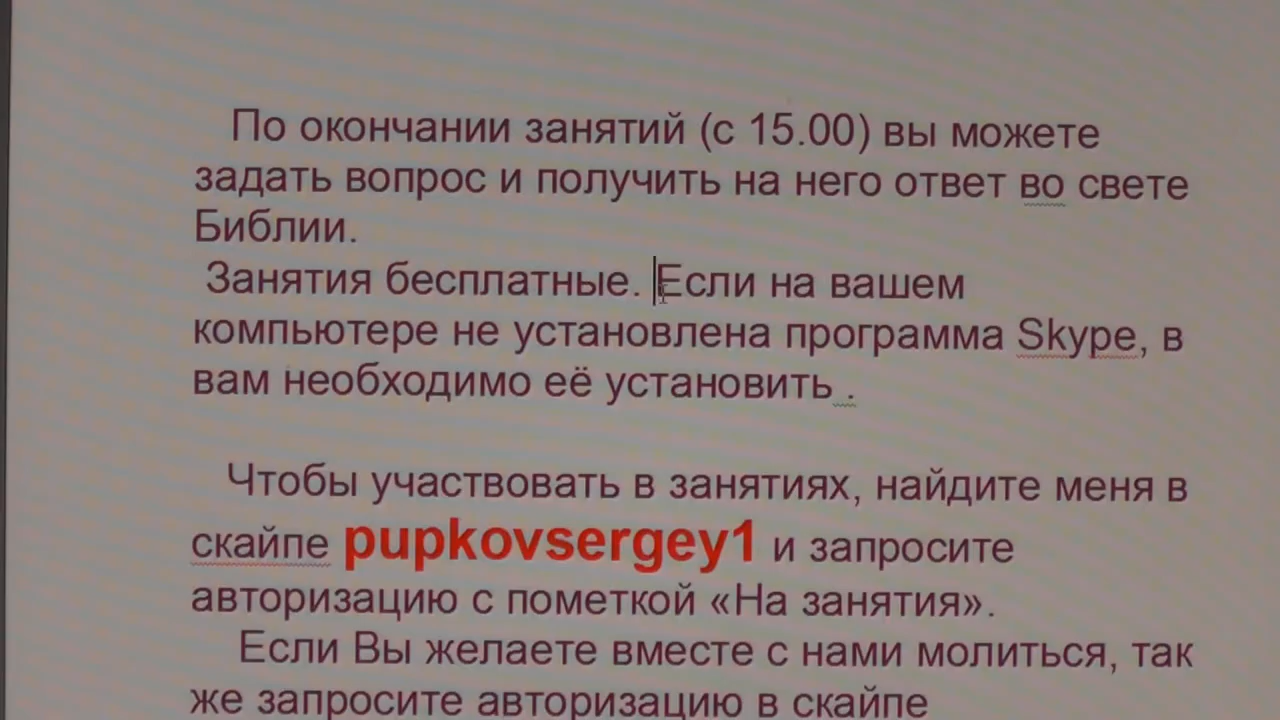 По окончании занятий (с 15.00) вы можете
задать вопрос и получить на него ответ во свете
Библии.
Занятия бесплатные. Если на вашем
компьютере не установлена программа Skype, в
вам необходимо её установить .
Чтобы участвовать в занятиях, найдите меня в
скайпе pupkovsergey1 и запросите
авторизацию с пометкой «На занятия».
Если Вы желаете вместе с нами молиться, так
же запросите авторизацию в скайпе